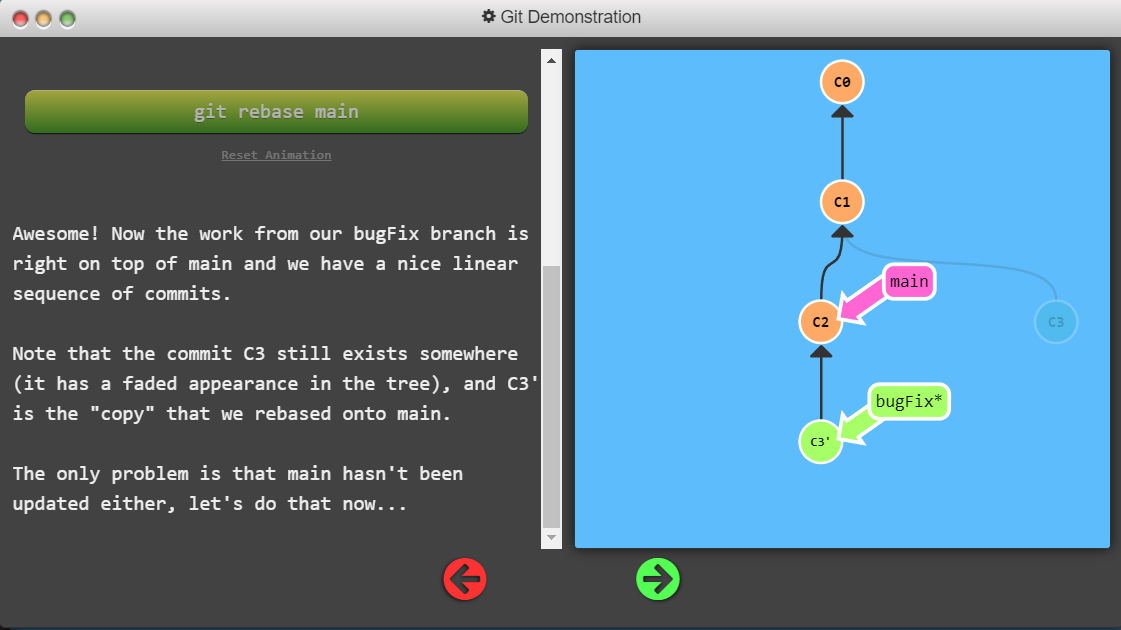 Git Demonstration
git rebase main
Reset Animation
Awesome! Now the work from our bugFix branch is
right on top of main and we have a nice linear
sequence of commits.
Note that the commit C3 still exists somewhere
(it has a faded appearance in the tree), and C3'
is the "copy" that we rebased onto main.
The only problem is that main hasn't been
updated either, let's do that now...
C0
C1
main
C2
C3
bugFix*
C3'